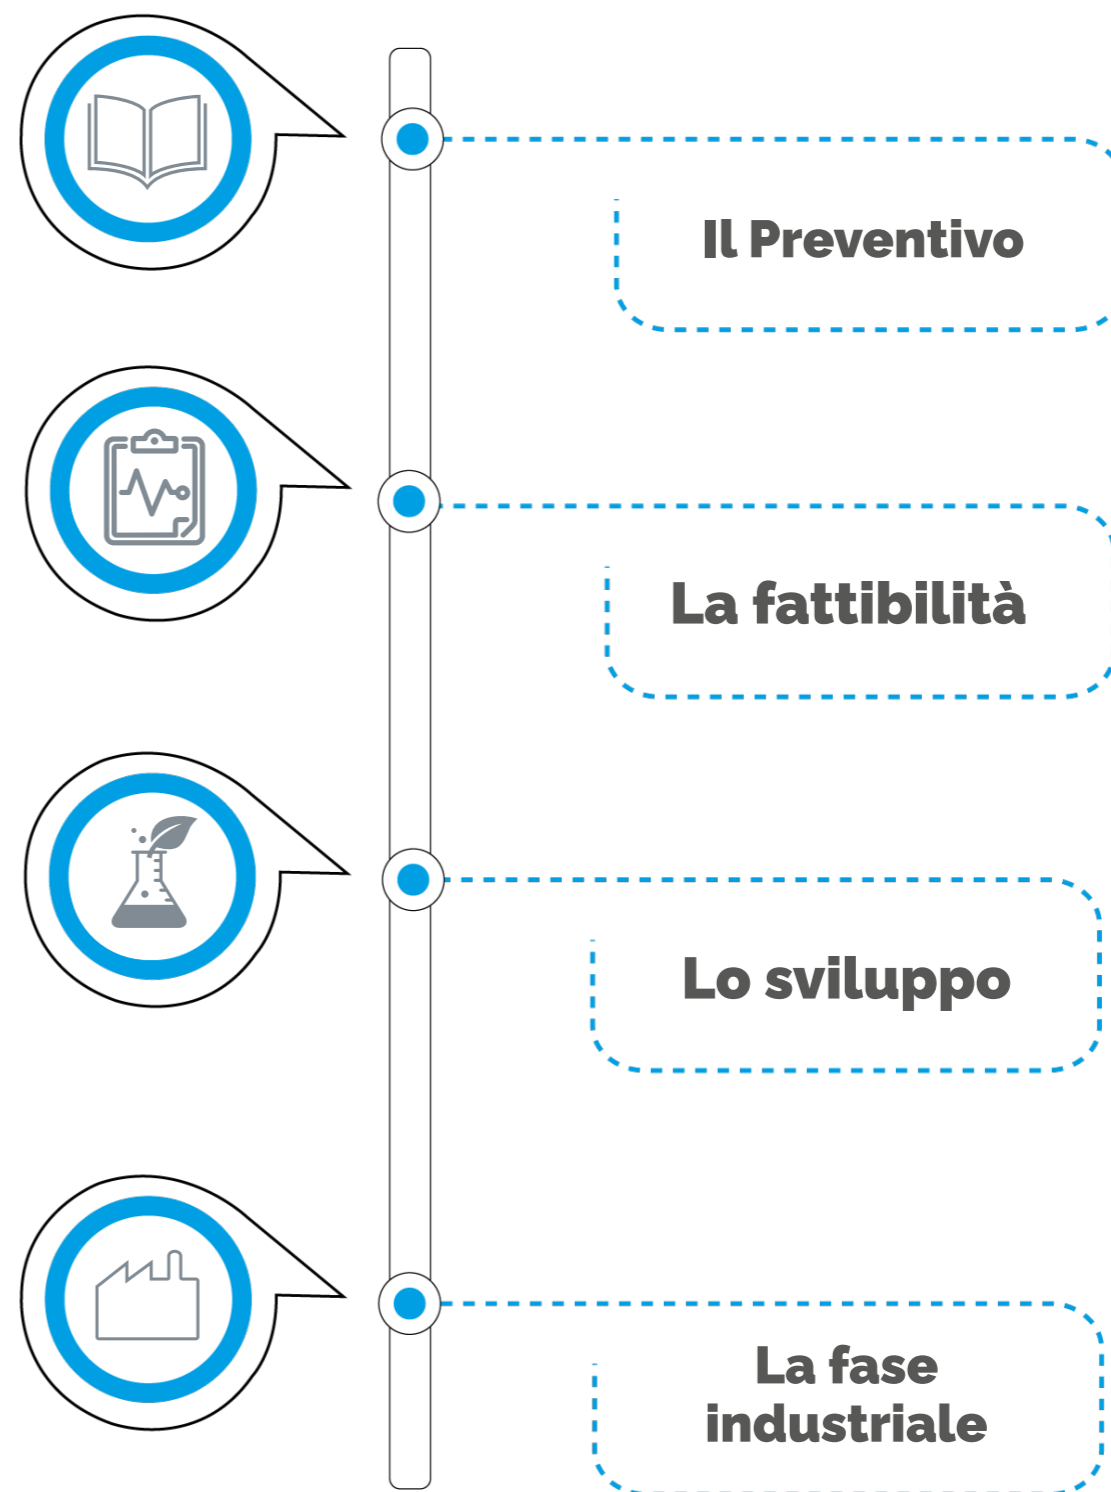 Il Preventivo
La fattibilità
Lo sviluppo
La fase
industriale